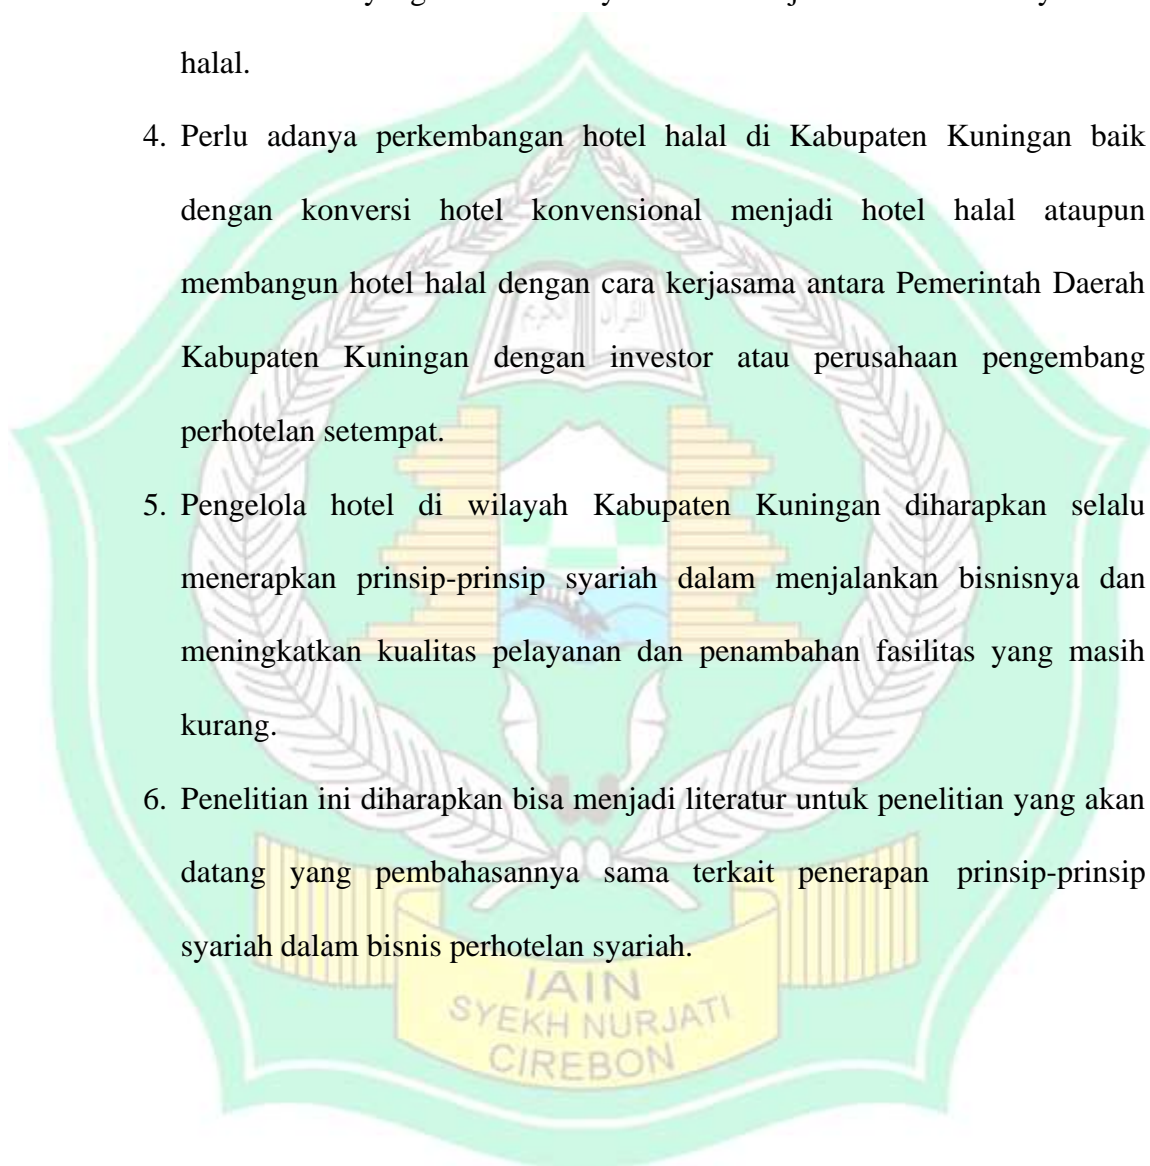 halal.
4. Perlu adanya perkembangan hotel halal di Kabupaten Kuningan baik
dengan konversi hotel konvensional menjadi hotel halal ataupun
membangun hotel halal dengan cara kerjasama antara Pemerintah Daerah
Kabupaten Kuningan dengan investor atau perusahaan pengembang
perhotelan setempat.
5. Pengelola hotel di wilayah Kabupaten Kuningan diharapkan selalu
menerapkan prinsip-prinsip syariah dalam menjalankan bisnisnya dan
meningkatkan kualitas pelayanan dan penambahan fasilitas yang masih
kurang.
6. Penelitian ini diharapkan bisa menjadi literatur untuk penelitian yang akan
datang yang pembahasannya sama terkait penerapan prinsip-prinsip
syariah dalam bisnis perhotelan syariah.
IAIN
SYEKH NURJATI
CIREBON